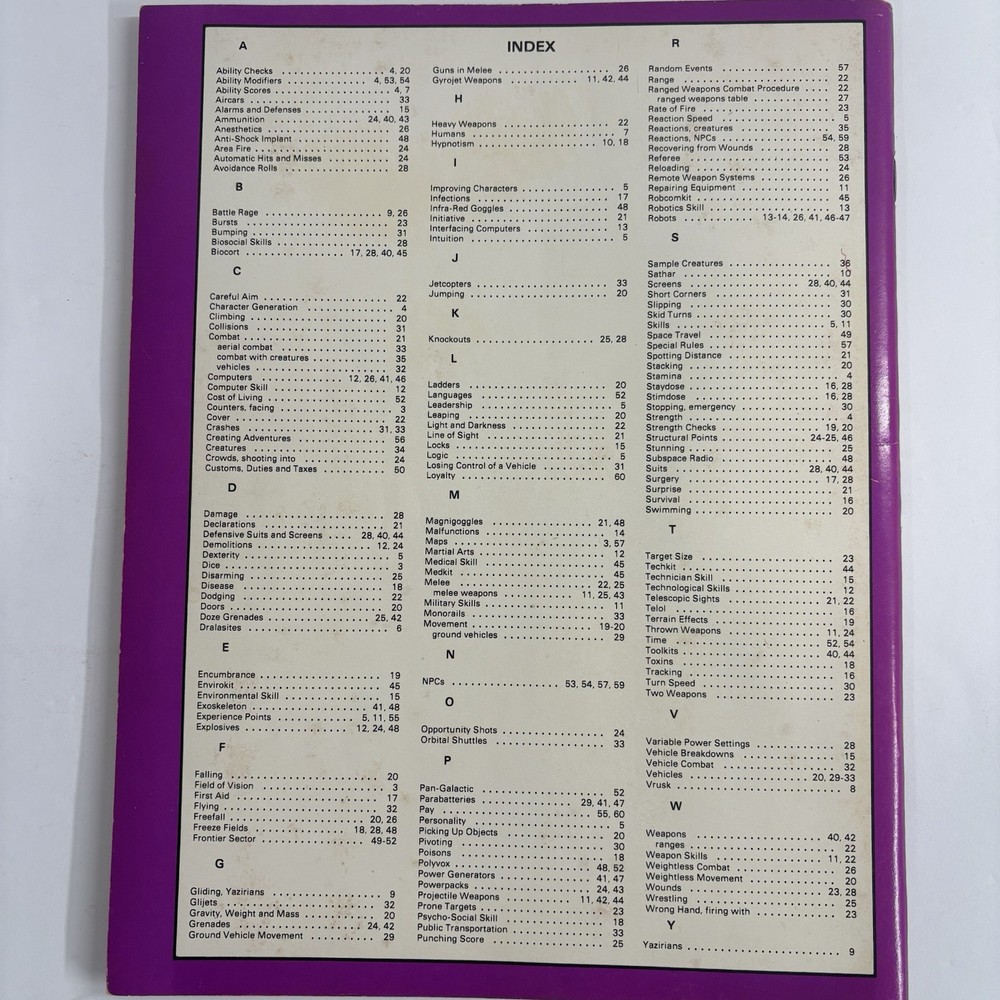 INDEX
A
Ability Checks .......... 4, 20
Ability Modifiers .......... 4, 53, 54
Ability Scores .......... 4, 7
Aircars .......... 33
Alarms and Defenses .......... 15
Ammunition .......... 24, 40, 43
Anesthetics .......... 26
Anti-Shock Implant .......... 48
Area Fire .......... 24
Automatic Hits and Misses .......... 24
Avoidance Rolls .......... 28
B
Battle Rage .......... 9, 26
Bursts .......... 23
Bumping .......... 31
Biosocial Skills .......... 28
Biocort .......... 17, 28, 40, 45
C
Careful Aim .......... 22
Character Generation .......... 4
Climbing .......... 20
Collisions .......... 31
Combat .......... 21
aerial combat .......... 33
combat with creatures .......... 35
vehicles .......... 32
Computers .......... 12, 26, 41, 46
Computer Skill .......... 12
Cost of Living .......... 52
Counters, facing .......... 3
Cover .......... 22
Crashes .......... 31, 33
Creating Adventures .......... 56
Creatures .......... 34
Crowds, shooting into .......... 24
Customs, Duties and Taxes .......... 50
D
Damage .......... 28
Declarations .......... 21
Defensive Suits and Screens .... 28, 40, 44
Demolitions .......... 12, 24
Dexterity .......... 5
Dice .......... 3
Disarming .......... 25
Disease .......... 18
Dodging .......... 22
Doors .......... 20
Doze Grenades .......... 25, 42
Dralasites .......... 6
E
Encumbrance .......... 19
Envirokit .......... 45
Environmental Skill .......... 15
Exoskeleton .......... 41, 48
Experience Points .......... 5, 11, 55
Explosives .......... 12, 24, 48
F
Falling .......... 20
Field of Vision .......... 3
First Aid .......... 17
Flying .......... 32
Freefall .......... 20, 26
Freeze Fields .......... 18, 28, 48
Frontier Sector .......... 49-52
G
Gliding, Yazirians .......... 9
Glijets .......... 32
Gravity, Weight and Mass .......... 20
Grenades .......... 24, 42
Ground Vehicle Movement .......... 29
Guns in Melee .......... 26
Gyrojet Weapons .......... 11, 42, 44
H
Heavy Weapons .......... 22
Humans .......... 7
Hypnotism .......... 10, 18
I
Improving Characters .......... 5
Infections .......... 17
Infra-Red Goggles .......... 48
Initiative .......... 21
Interfacing Computers .......... 13
Intuition .......... 5
J
Jetcopters .......... 33
Jumping .......... 20
K
Knockouts .......... 25, 28
L
Ladders .......... 20
Languages .......... 52
Leadership .......... 5
Leaping .......... 20
Light and Darkness .......... 22
Line of Sight .......... 21
Locks .......... 15
Logic .......... 5
Losing Control of a Vehicle .......... 31
Loyalty .......... 60
M
Magnigoggles .......... 21, 48
Malfunctions .......... 14
Maps .......... 3, 57
Martial Arts .......... 12
Medical Skill .......... 45
Medkit .......... 45
Melee .......... 22, 25
melee weapons .......... 11, 25, 43
Military Skills .......... 11
Monorails .......... 33
Movement .......... 19-20
ground vehicles .......... 29
N
NPCs .......... 53, 54, 57, 59
O
Opportunity Shots .......... 24
Orbital Shuttles .......... 33
P
Pan-Galactic .......... 52
Parabatteries .......... 29, 41, 47
Pay .......... 55, 60
Personality .......... 5
Picking Up Objects .......... 20
Pivoting .......... 30
Poisons .......... 18
Polyvox .......... 48, 52
Power Generators .......... 41, 47
Powerpacks .......... 24, 43
Projectile Weapons .......... 11, 42, 44
Prone Targets .......... 23
Psycho-Social Skill .......... 18
Public Transportation .......... 33
Punching Score .......... 25
R
Random Events .......... 57
Range .......... 22
Ranged Weapons Combat Procedure .... 22
ranged weapons table .......... 27
Rate of Fire .......... 23
Reaction Speed .......... 5
Reactions, creatures .......... 35
Reactions, NPCs .......... 54, 59
Recovering from Wounds .......... 28
Referee .......... 53
Reloading .......... 24
Remote Weapon Systems .......... 26
Repairing Equipment .......... 11
Robcomkit .......... 45
Robotics Skill .......... 13
Robots .......... 13-14, 26, 41, 46-47
S
Sample Creatures .......... 36
Sathar .......... 10
Screens .......... 28, 40, 44
Short Corners .......... 31
Slipping .......... 30
Skid Turns .......... 30
Skills .......... 5, 11
Space Travel .......... 49
Special Rules .......... 57
Spotting Distance .......... 21
Stacking .......... 20
Stamina .......... 4
Staydose .......... 16, 28
Stimdose .......... 16, 28
Stopping, emergency .......... 30
Strength .......... 4
Strength Checks .......... 19, 20
Structural Points .......... 24-25, 46
Stunning .......... 25
Subspace Radio .......... 48
Suits .......... 28, 40, 44
Surgery .......... 17, 28
Surprise .......... 21
Survival .......... 16
Swimming .......... 20
T
Target Size .......... 23
Techkit .......... 44
Technician Skill .......... 15
Technological Skills .......... 12
Telescopic Sights .......... 21, 22
Telol .......... 16
Terrain Effects .......... 19
Thrown Weapons .......... 11, 24
Time .......... 52, 54
Toolkits .......... 40, 44
Toxins .......... 18
Tracking .......... 16
Turn Speed .......... 30
Two Weapons .......... 23
V
Variable Power Settings .......... 28
Vehicle Breakdowns .......... 15
Vehicle Combat .......... 32
Vehicles .......... 20, 29-33
Vrusk .......... 8
W
Weapons .......... 40, 42
ranges .......... 22
Weapon Skills .......... 11, 22
Weightless Combat .......... 26
Weightless Movement .......... 20
Wounds .......... 23, 28
Wrestling .......... 25
Wrong Hand, firing with .......... 23
Y
Yazirians .......... 9